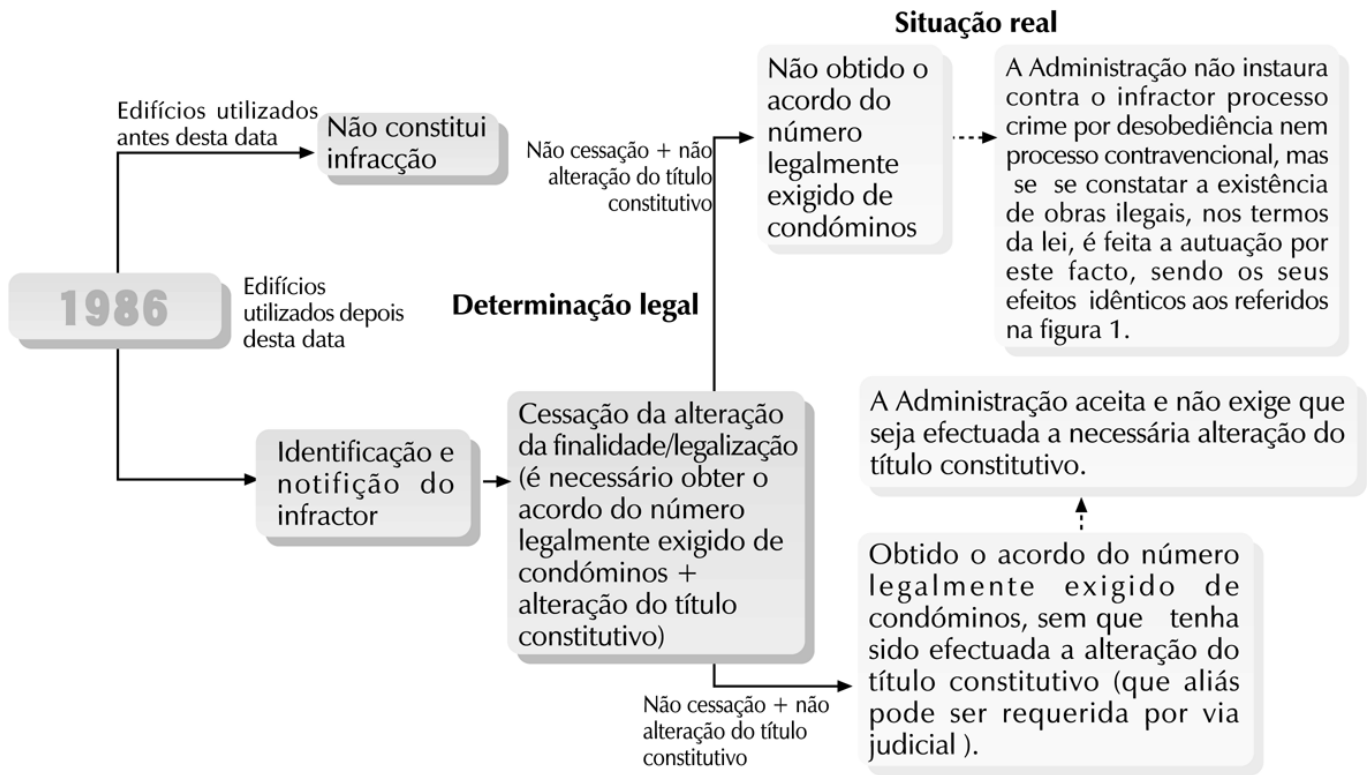 Situação real
Edifícios utilizados
antes desta data
Não constitui
infracção
Não cessação + não
alteração do título
constitutivo
Não obtido o
acordo do
número
legalmente
exigido de
condóminos
A Administração não instaura
contra o infractor processo
crime por desobediência nem
processo contravencional, mas
se se constatar a existência
de obras ilegais, nos termos
da lei, é feita a autuação por
este facto, sendo os seus
efeitos idênticos aos referidos
na figura 1.
1986
Edifícios
utilizados depois
desta data
Determinação legal
Identificação e
notifição do
infractor
Cessação da alteração
da finalidade/legalização
(é necessário obter o
acordo do número
legalmente exigido de
condóminos +
alteração do título
constitutivo)
A Administração aceita e não exige que
seja efectuada a necessária alteração do
título constitutivo.
Obtido o acordo do número
legalmente exigido de
condóminos, sem que tenha
sido efectuada a alteração do
título constitutivo (que aliás
pode ser requerida por via
judicial ).
Não cessação + não
alteração do título
constitutivo